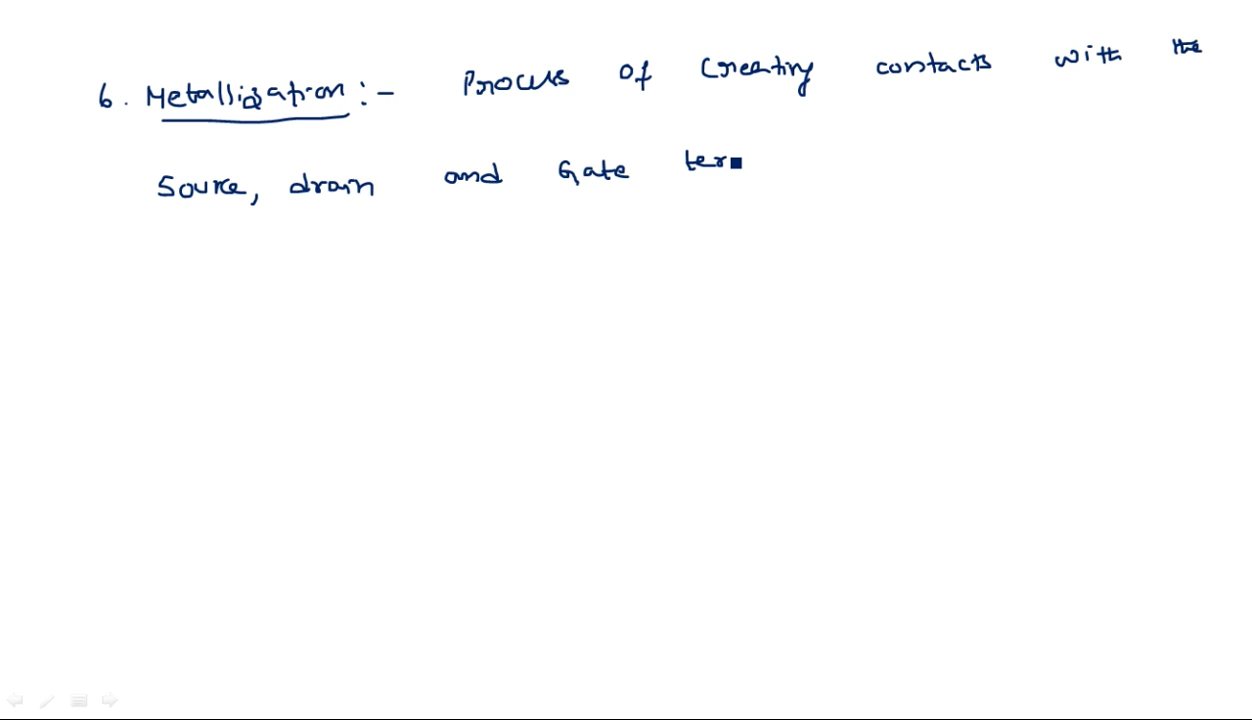 6. Metallization :- Process of Creating contacts with the
Source, drain and Gate ter